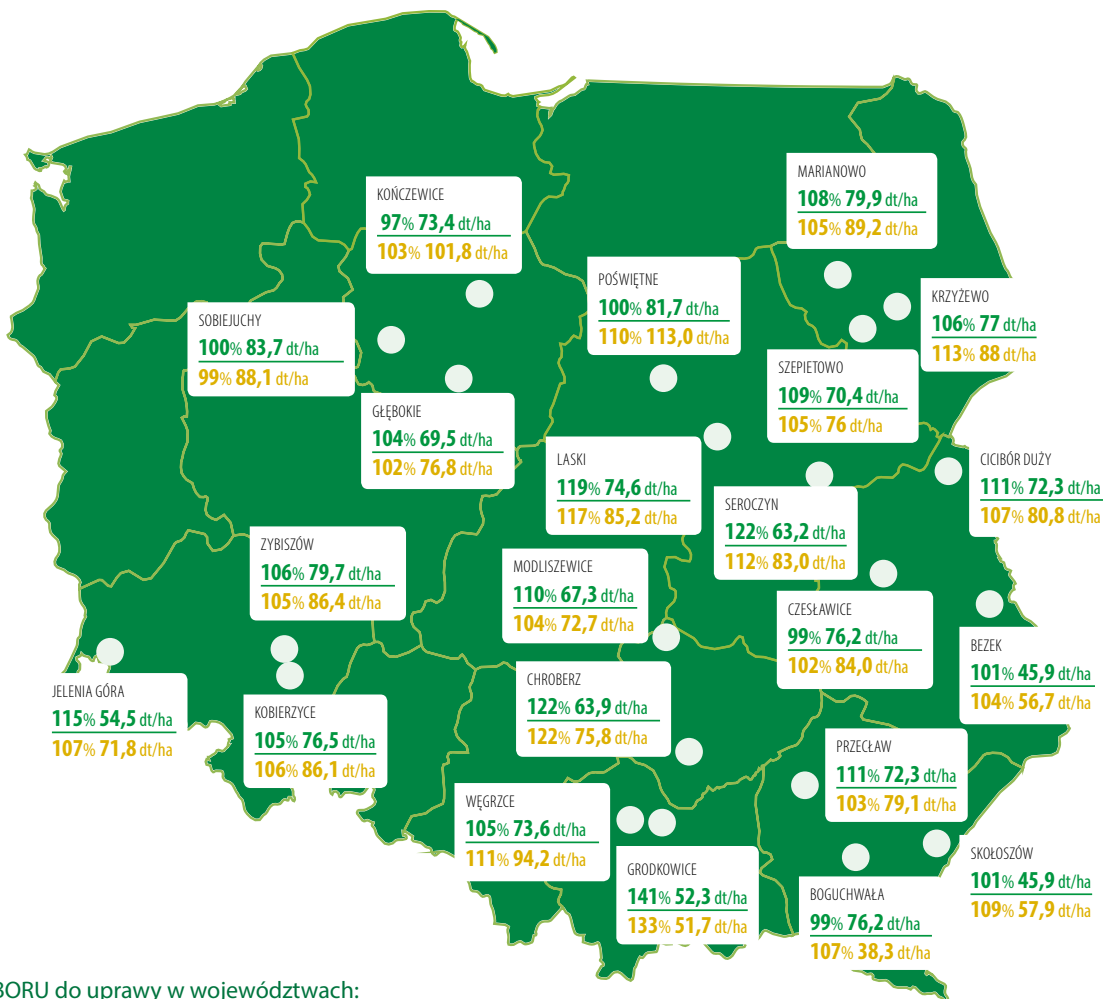 MARIANOWO
108% 79,9 dt/ha
105% 89,2 dt/ha
KOŃCZEWICE
97% 73,4 dt/ha
103% 101,8 dt/ha
POŚWIĘTNE
100% 81,7 dt/ha
110% 113,0 dt/ha
KRZYŻEWO
106% 77 dt/ha
113% 88 dt/ha
SOBIEJUCHY
100% 83,7 dt/ha
99% 88,1 dt/ha
SZEPIETOWO
109% 70,4 dt/ha
105% 76 dt/ha
GŁĘBOKIE
104% 69,5 dt/ha
102% 76,8 dt/ha
LASKI
119% 74,6 dt/ha
117% 85,2 dt/ha
CICIBÓR DUŻY
111% 72,3 dt/ha
107% 80,8 dt/ha
SEROCZYN
122% 63,2 dt/ha
112% 83,0 dt/ha
ZYBISZÓW
106% 79,7 dt/ha
105% 86,4 dt/ha
MODLISZEWICE
110% 67,3 dt/ha
104% 72,7 dt/ha
CZESŁAWICE
99% 76,2 dt/ha
102% 84,0 dt/ha
BEZEK
101% 45,9 dt/ha
104% 56,7 dt/ha
JELENIA GÓRA
115% 54,5 dt/ha
107% 71,8 dt/ha
KOBIERZYCE
105% 76,5 dt/ha
106% 86,1 dt/ha
CHROBERZ
122% 63,9 dt/ha
122% 75,8 dt/ha
PRZECŁAW
111% 72,3 dt/ha
103% 79,1 dt/ha
WĘGRZCE
105% 73,6 dt/ha
111% 94,2 dt/ha
GRODKOWICE
141% 52,3 dt/ha
133% 51,7 dt/ha
SKOŁOSZÓW
101% 45,9 dt/ha
109% 57,9 dt/ha
BOGUCHWAŁA
99% 76,2 dt/ha
107% 38,3 dt/ha
BORU do uprawy w województwach: